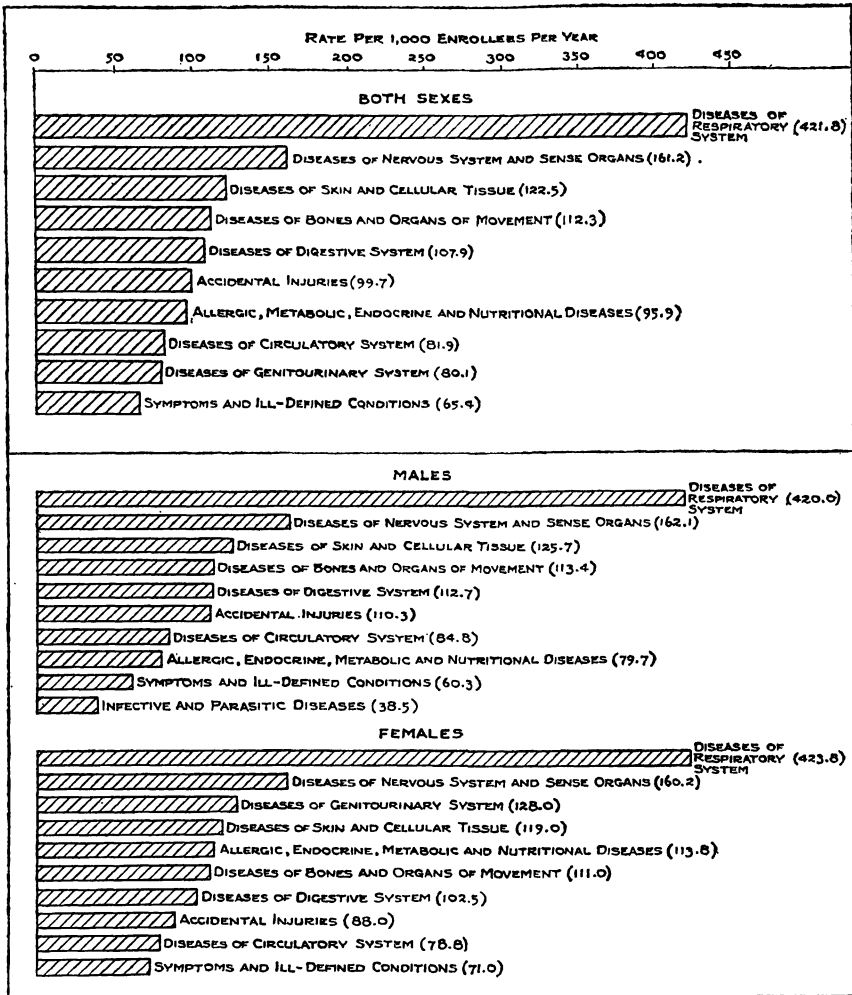 RATE PER 1,000 ENROLLEES PER YEAR
0 50 100 150 200 250 300 350 400 450
BOTH SEXES
DISEASES OF
RESPIRATORY (421.8)
SYSTEM
DISEASES OF NERVOUS SYSTEM AND SENSE ORGANS (161.2) .
DISEASES OF SKIN AND CELLULAR TISSUE (122.5)
DISEASES OF BONES AND ORGANS OF MOVEMENT (112.3)
DISEASES OF DIGESTIVE SYSTEM (107.9)
ACCIDENTAL INJURIES (99.7)
ALLERGIC, METABOLIC, ENDOCRINE AND NUTRITIONAL DISEASES (95.9)
DISEASES OF CIRCULATORY SYSTEM (81.9)
DISEASES OF GENITOURINARY SYSTEM (80.1)
SYMPTOMS AND ILL-DEFINED CONDITIONS (65.4)
MALES
DISEASES OF
RESPIRATORY (420.0)
SYSTEM
DISEASES OF NERVOUS SYSTEM AND SENSE ORGANS (162.1)
DISEASES OF SKIN AND CELLULAR TISSUE (125.7)
DISEASES OF BONES AND ORGANS OF MOVEMENT (113.4)
DISEASES OF DIGESTIVE SYSTEM (112.7)
ACCIDENTAL INJURIES (110.3)
DISEASES OF CIRCULATORY SYSTEM (84.8)
ALLERGIC, ENDOCRINE, METABOLIC AND NUTRITIONAL DISEASES (79.7)
SYMPTOMS AND ILL-DEFINED CONDITIONS (60.3)
INFECTIVE AND PARASITIC DISEASES (38.5)
FEMALES
DISEASES OF
RESPIRATORY (423.8)
SYSTEM
DISEASES OF NERVOUS SYSTEM AND SENSE ORGANS (160.2)
DISEASES OF GENITOURINARY SYSTEM (128.0)
DISEASES OF SKIN AND CELLULAR TISSUE (119.0)
ALLERGIC, ENDOCRINE, METABOLIC AND NUTRITIONAL DISEASES (113.8)
DISEASES OF BONES AND ORGANS OF MOVEMENT (111.0)
DISEASES OF DIGESTIVE SYSTEM (102.5)
ACCIDENTAL INJURIES (88.0)
DISEASES OF CIRCULATORY SYSTEM (78.8)
SYMPTOMS AND ILL-DEFINED CONDITIONS (71.0)